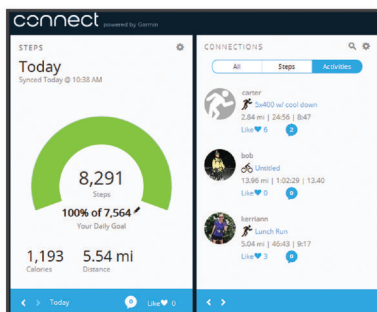 connect powered by Garmin
STEPS
Today
Synced Today @ 10:38 AM
8,291
Steps
100% of 7,564
Your Daily Goal
1,193
Calories
5.54 mi
Distance
Today
0
Like 0
CONNECTIONS
All
Steps
Activities
carter
5x400 w/ cool down
2.84 mi | 24:56 | 8:47
Like 6
2
bob
Untitled
13.86 mi | 1:02:29 | 13.40
Like 0
0
kerriann
Lunch Run
5.04 mi | 46:43 | 9:17
Like 3
0